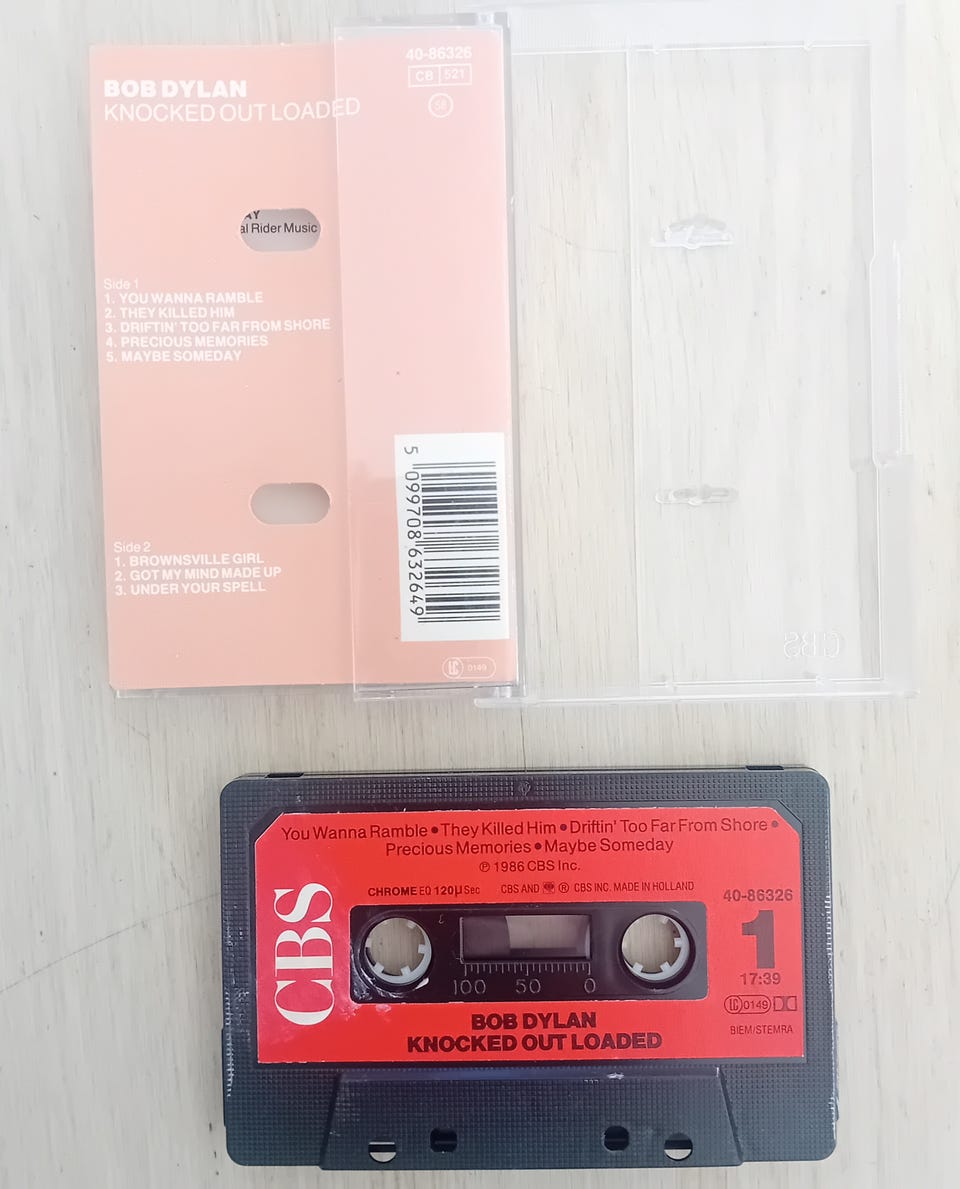 BOB DYLAN
KNOCKED OUT LOADED
40-86326
CB 521
58
AY
al Rider Music
Side 1
1. YOU WANNA RAMBLE
2. THEY KILLED HIM
3. DRIFTIN' TOO FAR FROM SHORE
4. PRECIOUS MEMORIES
5. MAYBE SOMEDAY
Side 2
1. BROWNSVILLE GIRL
2. GOT MY MIND MADE UP
3. UNDER YOUR SPELL
5 099708 632649
LC 0149
CBS
You Wanna Ramble • They Killed Him • Driftin' Too Far From Shore •
Precious Memories • Maybe Someday
℗ 1986 CBS Inc.
CHROME EQ 120µSec CBS AND ® CBS INC. MADE IN HOLLAND
40-86326
CBS
1
17:39
100 50 0
LC 0149
BIEM/STEMRA
BOB DYLAN
KNOCKED OUT LOADED